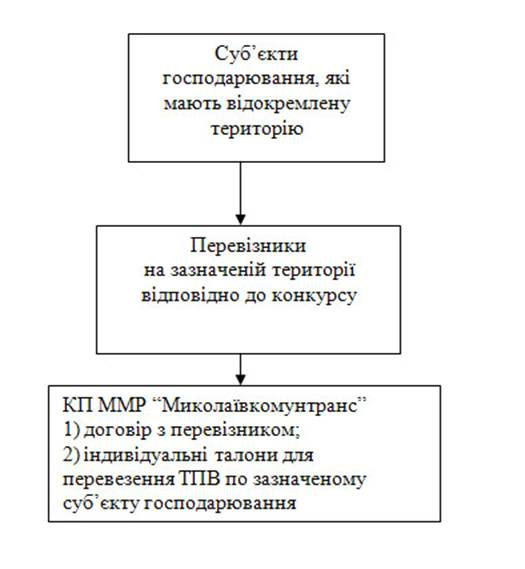 Суб’єкти
господарювання, які
мають відокремлену
територію
Перевізники
на зазначеній території
відповідно до конкурсу
КП ММР “Миколаївкомунтранс”
1) договір з перевізником;
2) індивідуальні талони для
перевезення ТПВ по зазначеному
суб’єкту господарювання